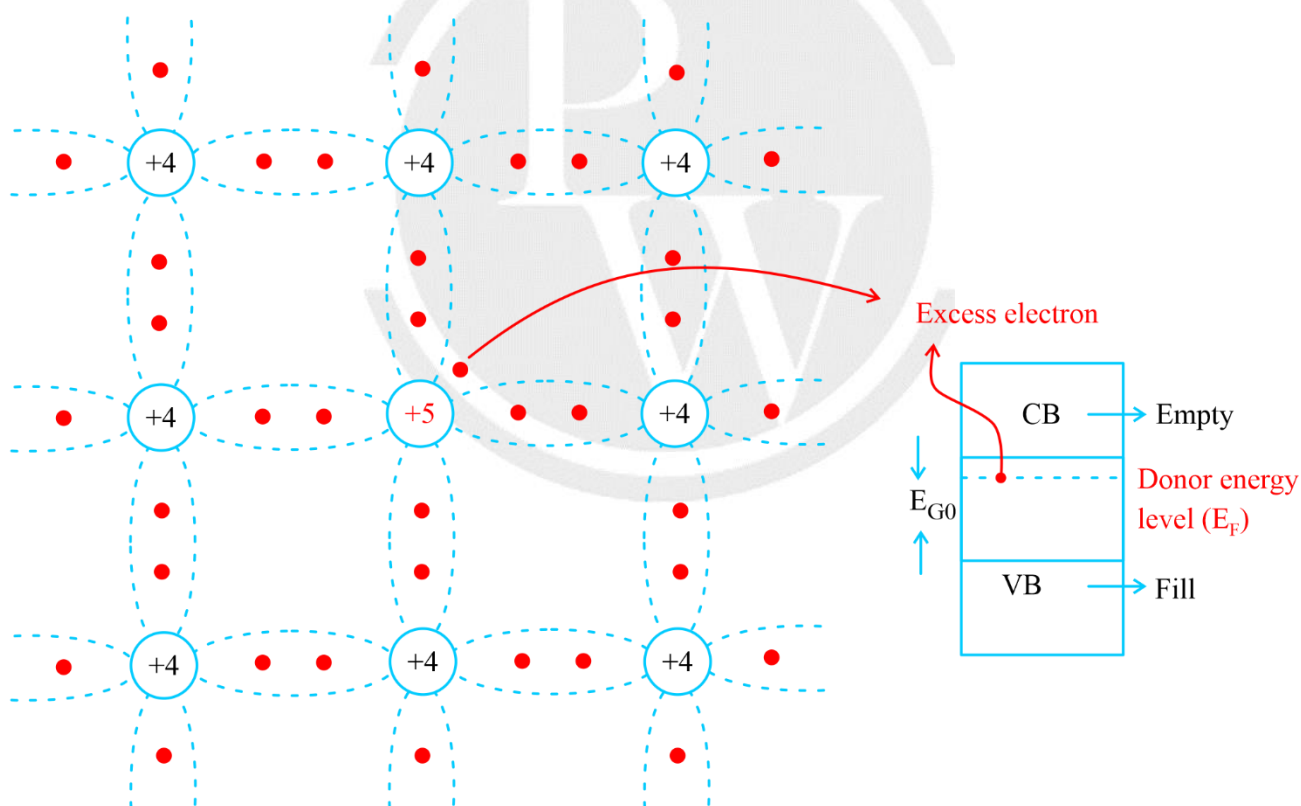 P
W
+4 +4 +4
Excess electron
+4 +5 +4
CB
Empty
E_G0
Donor energy
level (E_F)
VB
Fill
+4 +4 +4